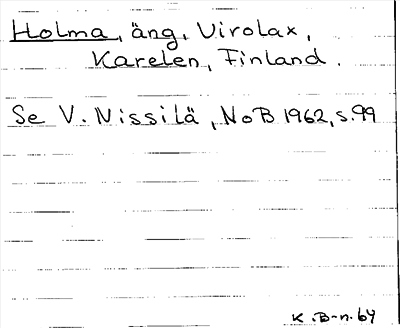 Holma, äng, Virolax,
Karelen, Finland.
Se V. Nissilä, NoB 1962, s. 99
K. B-n. 64